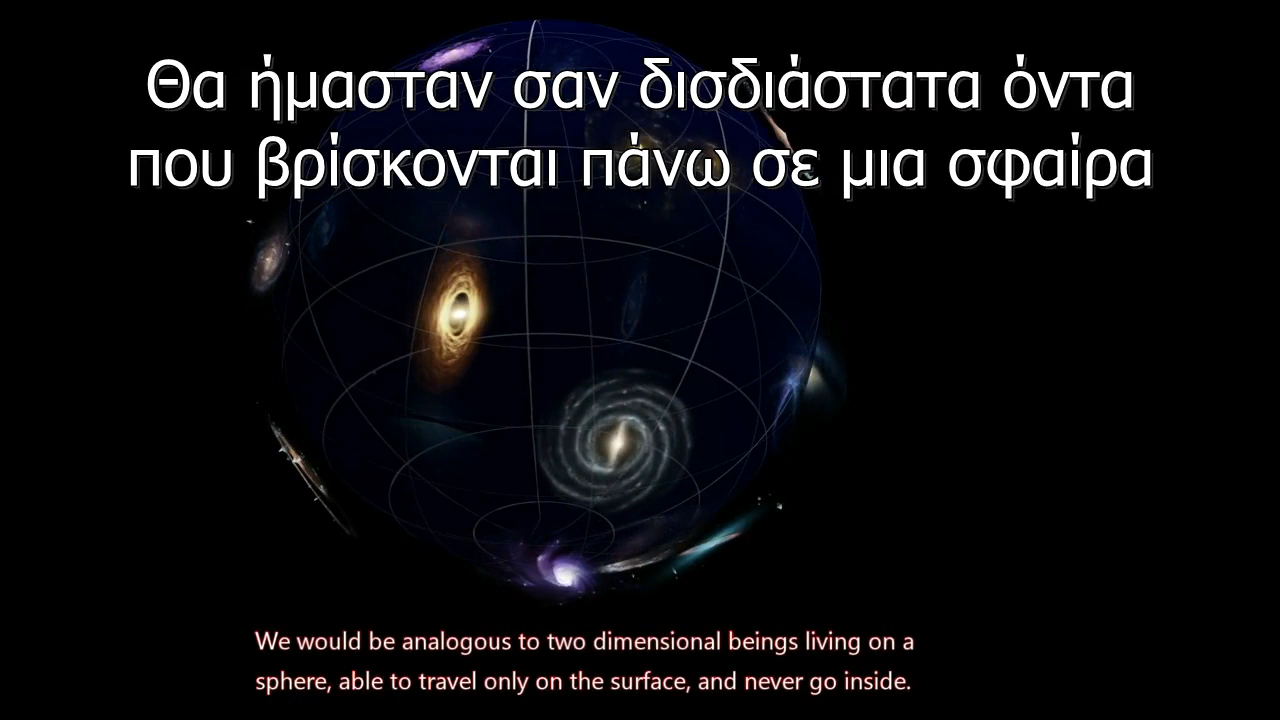 Θα ήμασταν σαν δισδιάστατα όντα
που βρίσκονται πάνω σε μια σφαίρα
We would be analogous to two dimensional beings living on a
sphere, able to travel only on the surface, and never go inside.